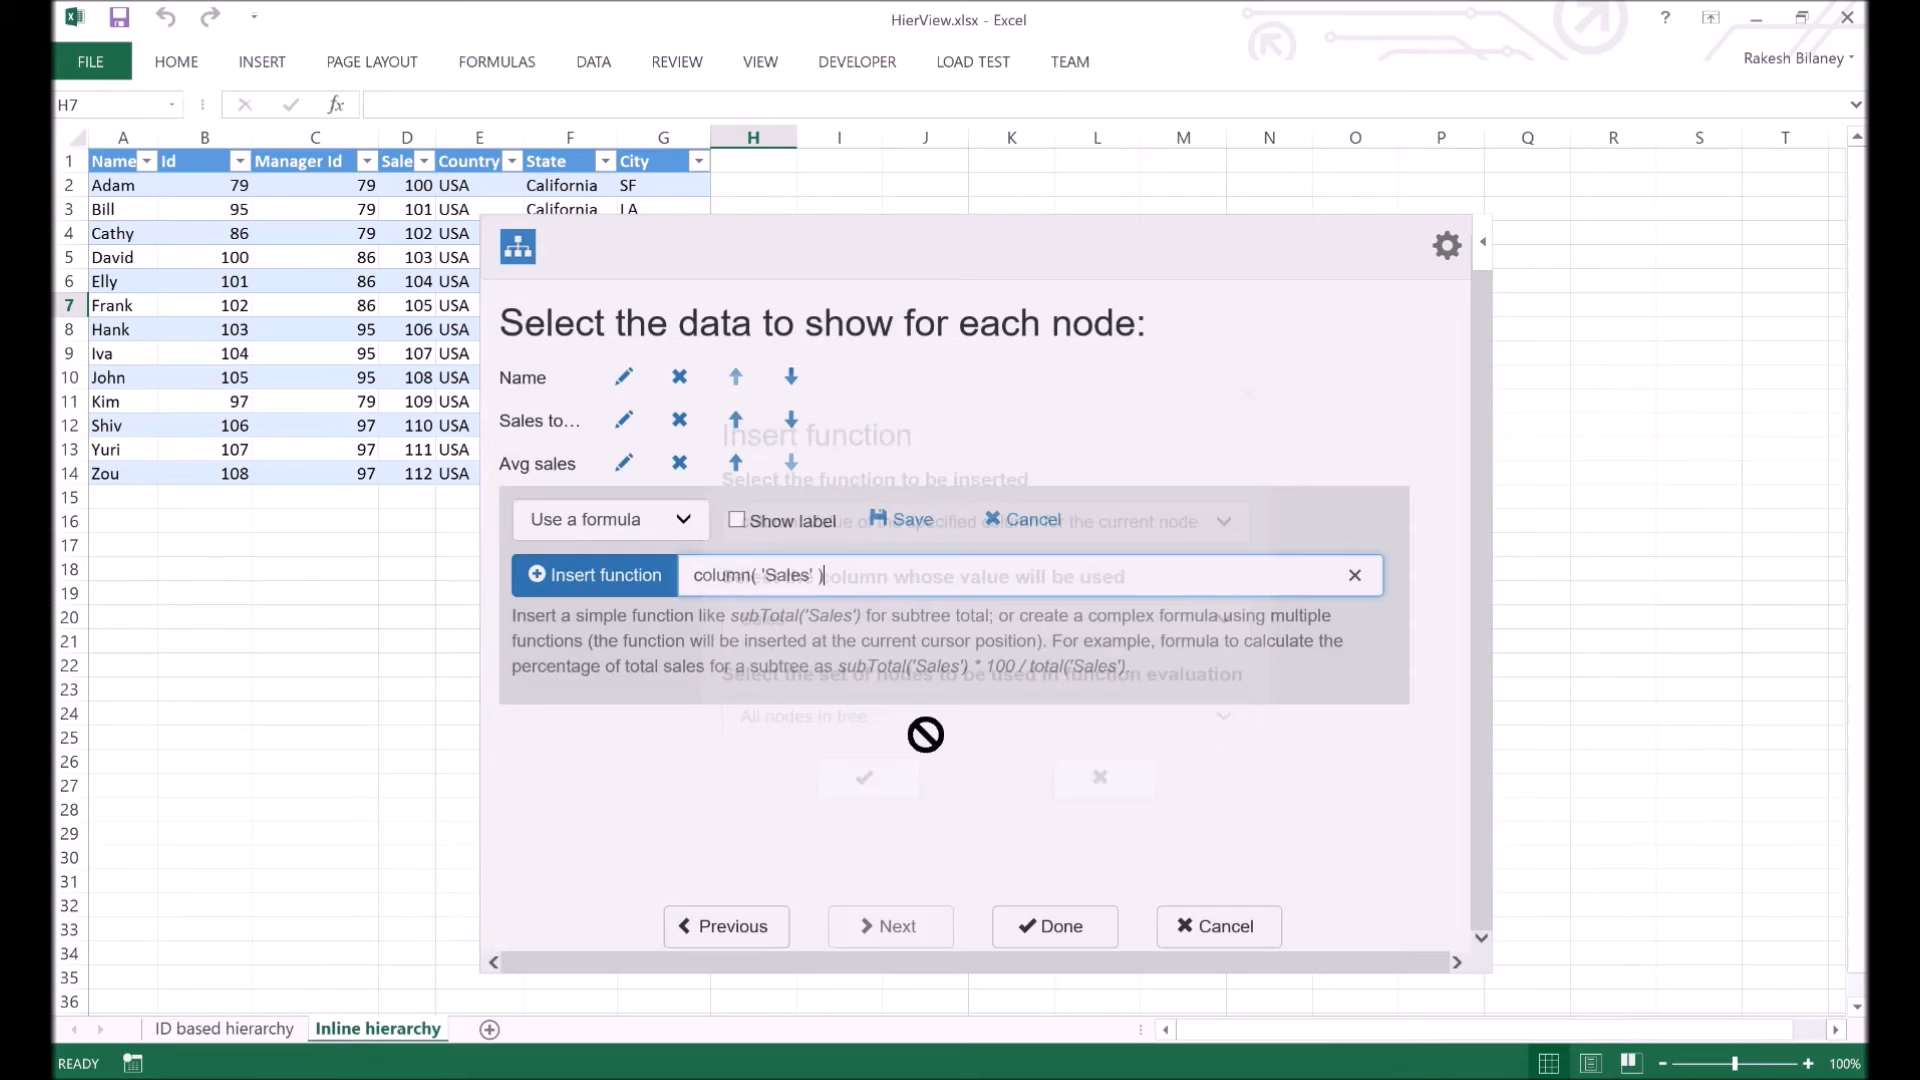 HierView.xlsx - Excel
?
FILE HOME INSERT PAGE LAYOUT FORMULAS DATA REVIEW VIEW DEVELOPER LOAD TEST TEAM
Rakesh Bilaney
H7
fx
A B C D E F G H I J K L M N O P Q R S T
1 Name Id Manager Id Sale Country State City
2 Adam 79 79 100 USA California SF
3 Bill 95 79 101 USA California LA
4 Cathy 86 79 102 USA
5 David 100 86 103 USA
6 Elly 101 86 104 USA
7 Frank 102 86 105 USA
8 Hank 103 95 106 USA
9 Iva 104 95 107 USA
10 John 105 95 108 USA
11 Kim 97 79 109 USA
12 Shiv 106 97 110 USA
13 Yuri 107 97 111 USA
14 Zou 108 97 112 USA
15
16
17
18
19
20
21
22
23
24
25
26
27
28
29
30
31
32
33
34
35
36
Select the data to show for each node:
Name
Sales to...
Insert function
Avg sales
Select the function to be inserted
Use a formula Show label Save Cancel
of the specified column for the current node
Insert function column( 'Sales' )
column whose value will be used
Insert a simple function like subTotal('Sales') for subtree total; or create a complex formula using multiple
functions (the function will be inserted at the current cursor position). For example, formula to calculate the
percentage of total sales for a subtree as subTotal('Sales') * 100 / total('Sales').
Select the set of nodes to be used in function evaluation
All nodes in tree
Previous Next Done Cancel
ID based hierarchy Inline hierarchy
READY
100%